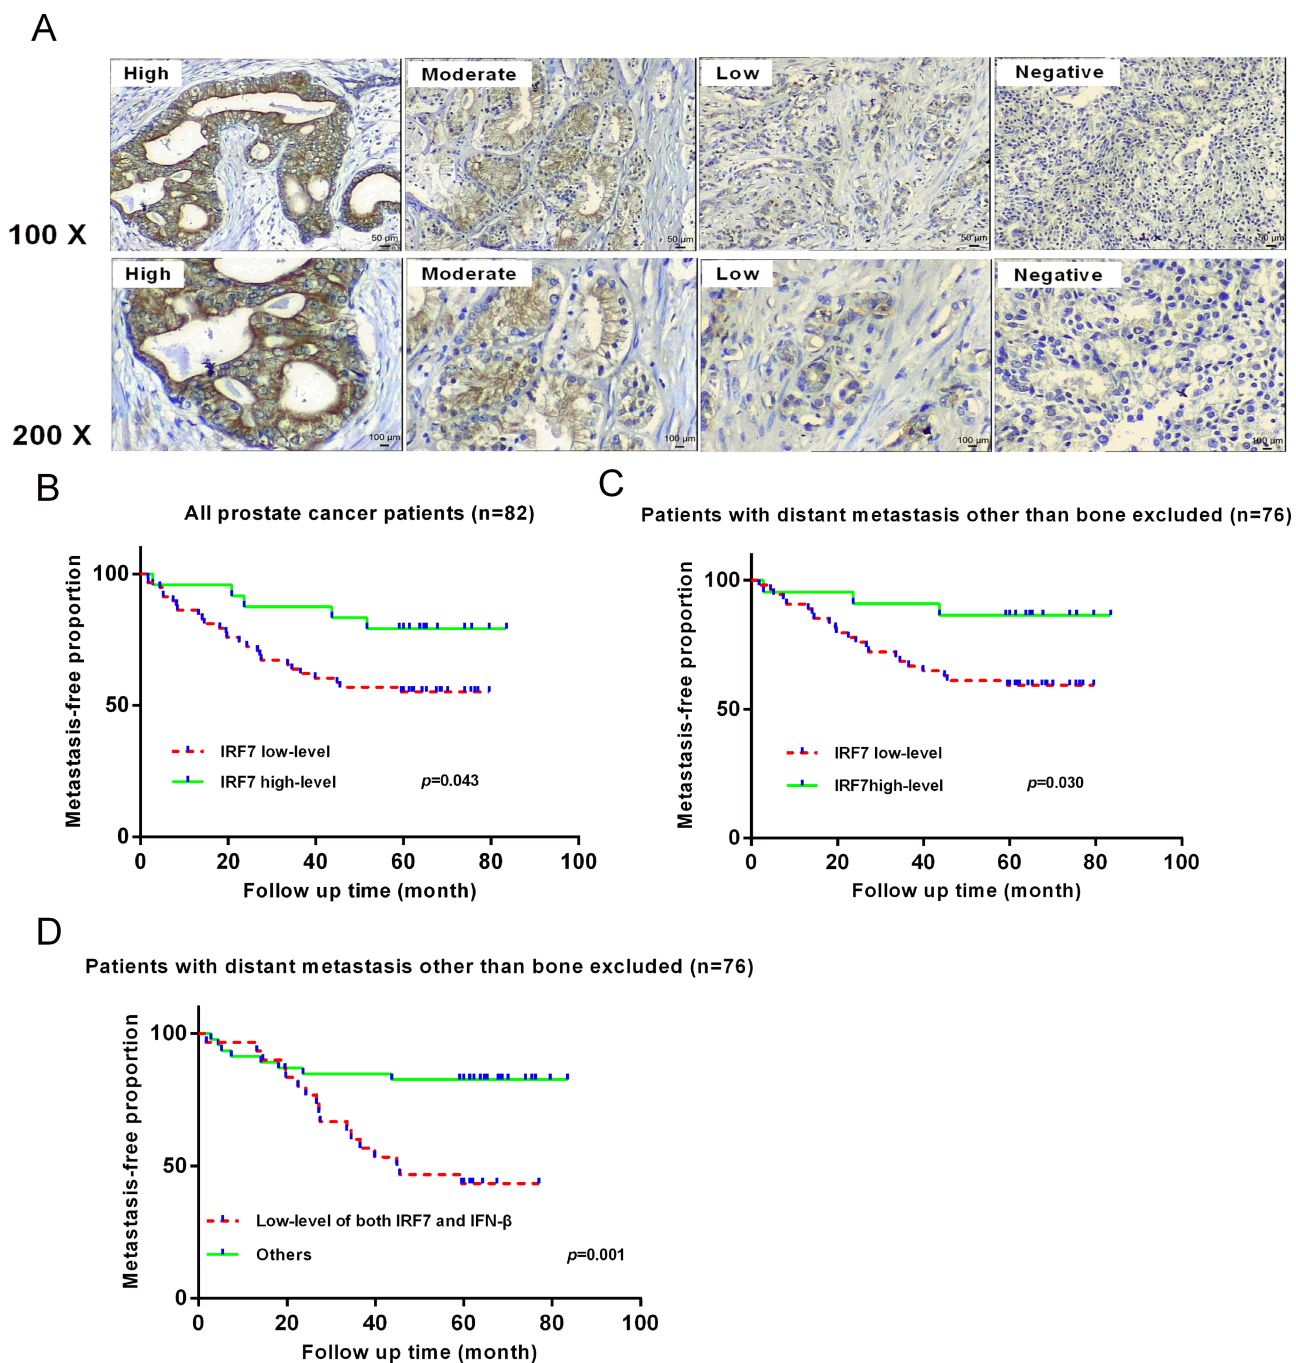 A
High Moderate Low Negative
100 X
50 µm 50 µm 50 µm 50 µm
High Moderate Low Negative
200 X
100 µm 100 µm 100 µm 100 µm
B
All prostate cancer patients (n=82)
Metastasis-free proportion
100
50
0
IRF7 low-level
IRF7 high-level
p=0.043
0 20 40 60 80 100
Follow up time (month)
C
Patients with distant metastasis other than bone excluded (n=76)
Metastasis-free proportion
100
50
0
IRF7 low-level
IRF7high-level
p=0.030
0 20 40 60 80 100
Follow up time (month)
D
Patients with distant metastasis other than bone excluded (n=76)
Metastasis-free proportion
100
50
0
Low-level of both IRF7 and IFN-β
Others
p=0.001
0 20 40 60 80 100
Follow up time (month)